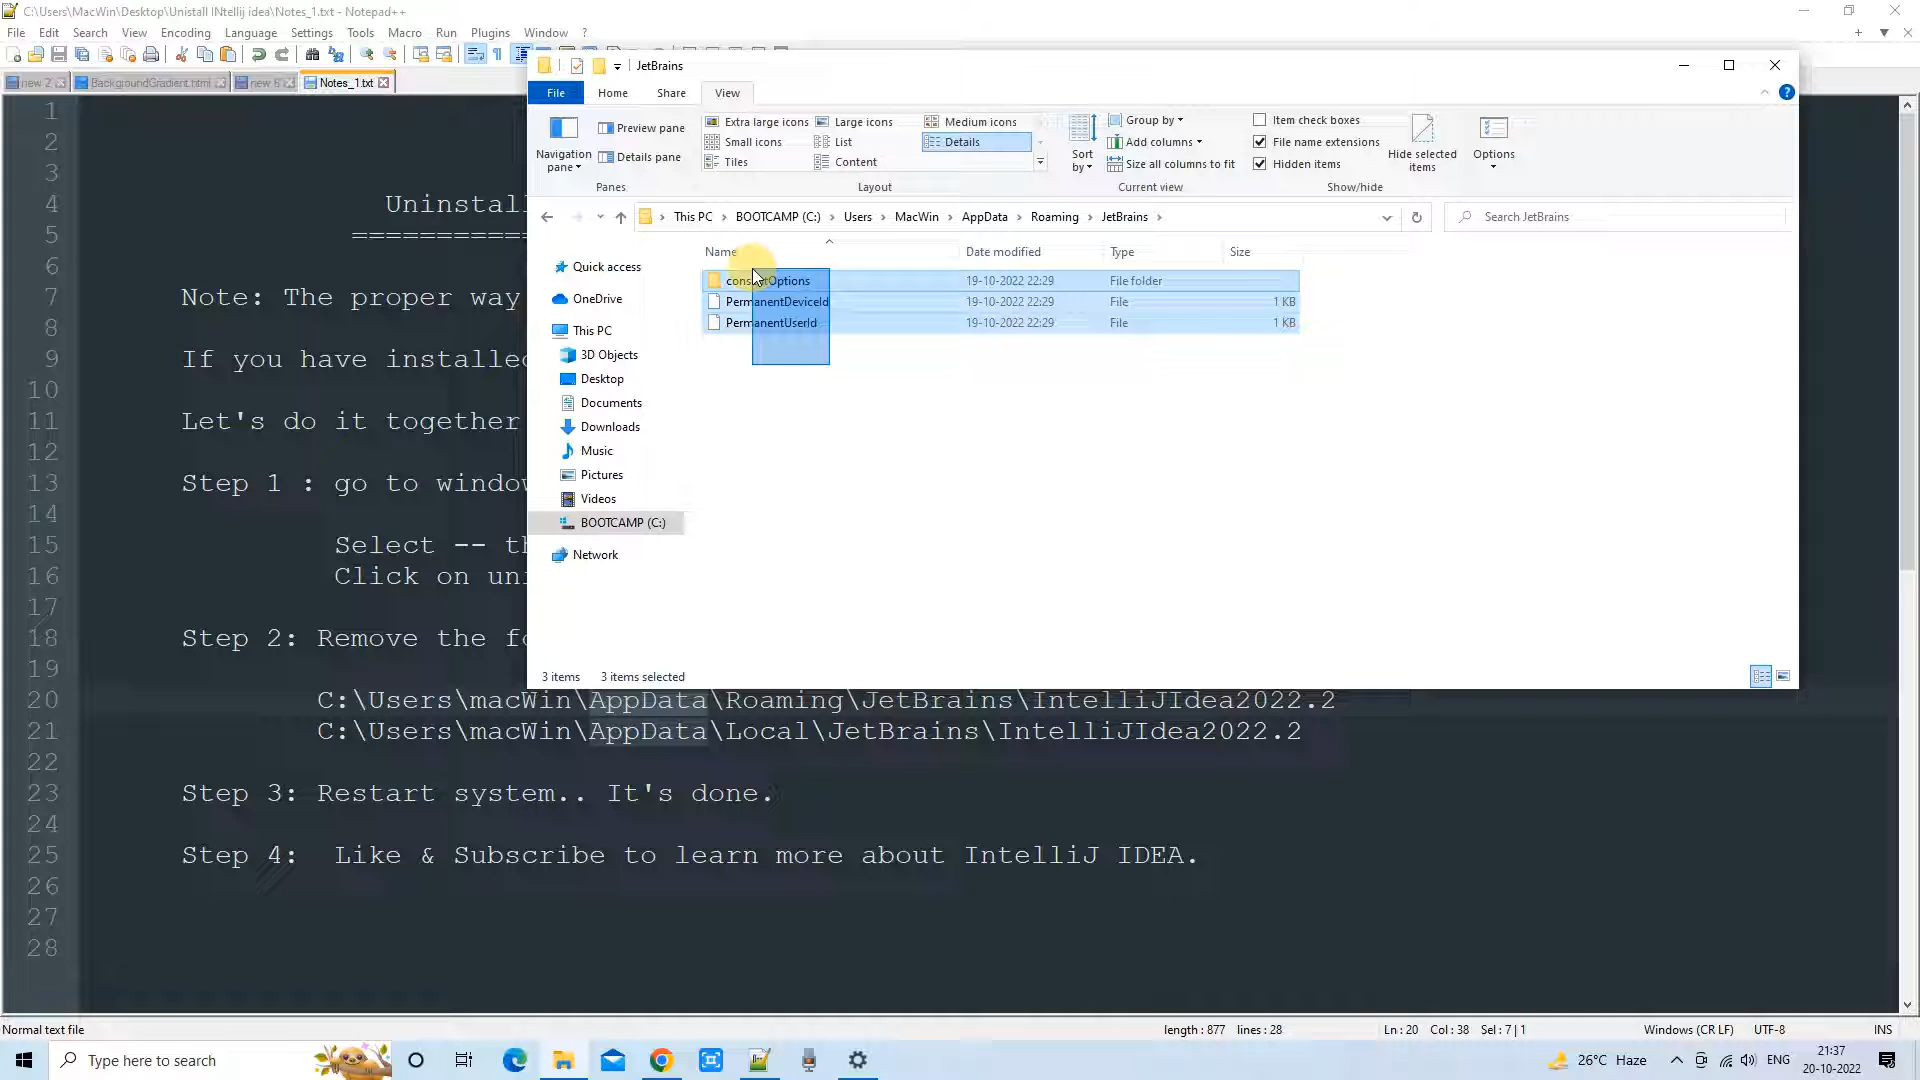 C:\Users\MacWin\Desktop\Unistall INtellij idea\Notes_1.txt - Notepad++
File Edit Search View Encoding Language Settings Tools Macro Run Plugins Window ?
new 2 BackgroundGradient.html new 8 Notes_1.txt
JetBrains
File Home Share View
Navigation pane
Preview pane
Details pane
Panes
Extra large icons Large icons Medium icons
Small icons List Details
Tiles Content
Layout
Sort by
Group by
Add columns
Size all columns to fit
Current view
Item check boxes
File name extensions
Hidden items
Hide selected items
Show/hide
Options
This PC > BOOTCAMP (C:) > Users > MacWin > AppData > Roaming > JetBrains >
Search JetBrains
Quick access
OneDrive
This PC
3D Objects
Desktop
Documents
Downloads
Music
Pictures
Videos
BOOTCAMP (C:)
Network
Name Date modified Type Size
19-10-2022 22:29 File folder
PermanentDeviceId 19-10-2022 22:29 File 1 KB
PermanentUserId 19-10-2022 22:29 File 1 KB
3 items 3 items selected
1
2
3
4 Uninstall
5 ==========
6
7 Note: The proper way
8
9 If you have installed
10
11 Let's do it together
12
13 Step 1 : go to window
14
15 Select -- th
16 Click on uni
17
18 Step 2: Remove the fo
19
20 C:\Users\macWin\AppData\Roaming\JetBrains\IntelliJIdea2022.2
21 C:\Users\macWin\AppData\Local\JetBrains\IntelliJIdea2022.2
22
23 Step 3: Restart system.. It's done.
24
25 Step 4: Like & Subscribe to learn more about IntelliJ IDEA.
26
27
28
Normal text file length : 877 lines : 28 Ln : 20 Col : 38 Sel : 7 | 1 Windows (CR LF) UTF-8 INS
Type here to search
26°C Haze
ENG
21:37
20-10-2022